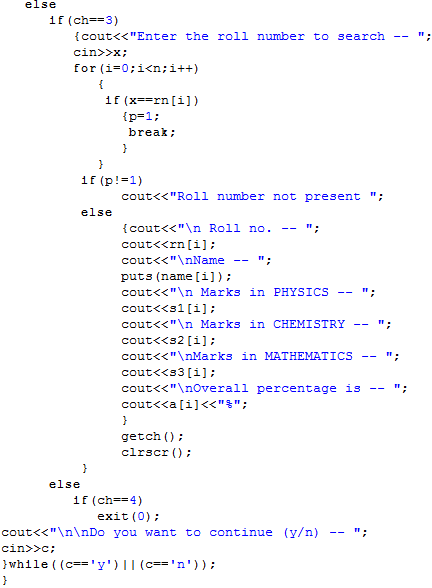 else
if(ch==3)
{cout<<"Enter the roll number to search -- ";
cin>>x;
for(i=0;i<n;i++)
{
if(x==rn[i])
{p=1;
break;
}
}
if(p!=1)
cout<<"Roll number not present ";
else
{cout<<"\n Roll no. -- ";
cout<<rn[i];
cout<<"\nName -- ";
puts(name[i]);
cout<<"\n Marks in PHYSICS -- ";
cout<<s1[i];
cout<<"\n Marks in CHEMISTRY -- ";
cout<<s2[i];
cout<<"\nMarks in MATHEMATICS -- ";
cout<<s3[i];
cout<<"\nOverall percentage is -- ";
cout<<a[i]<<"%";
}
getch();
clrscr();
}
else
if(ch==4)
exit(0);
cout<<"\n\nDo you want to continue (y/n) -- ";
cin>>c;
}while((c=='y')||(c=='n'));
}